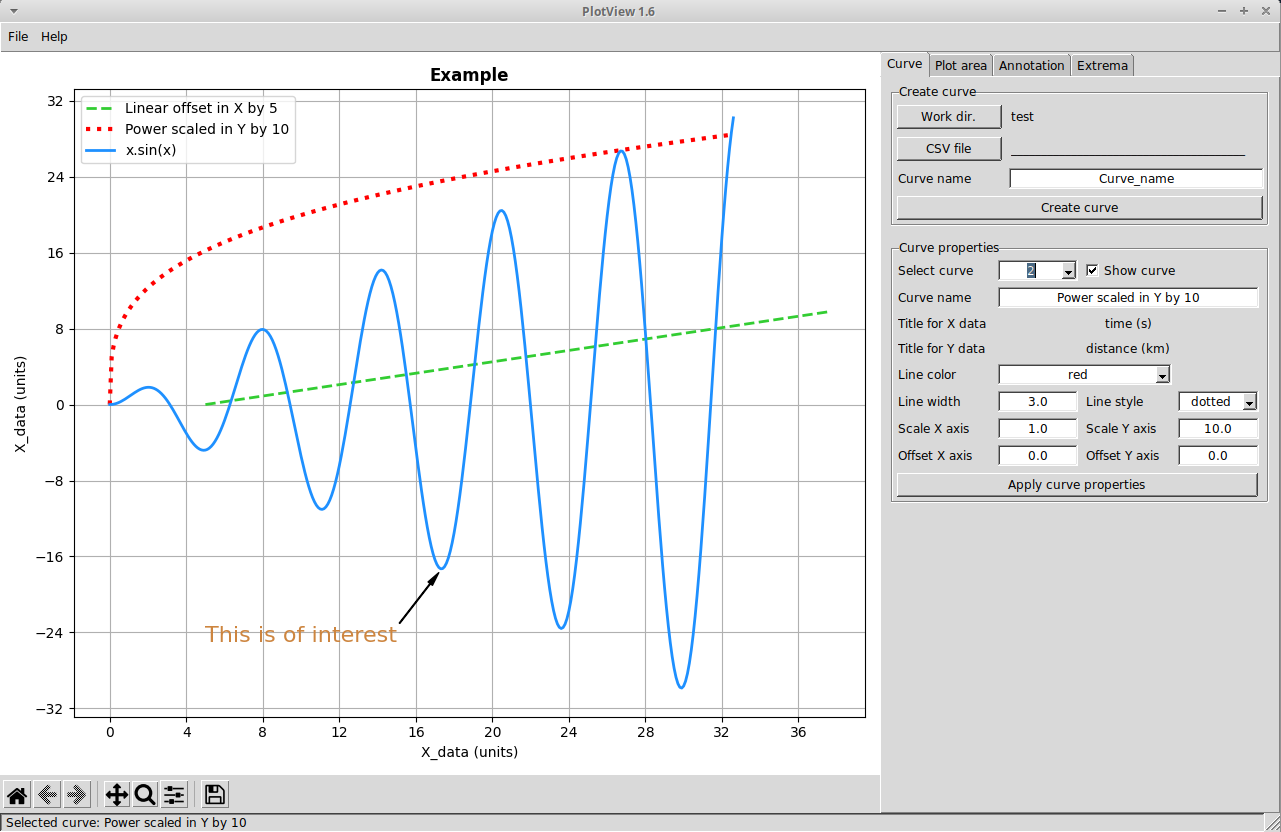 PlotView 1.6
File Help
Example
Linear offset in X by 5
Power scaled in Y by 10
x.sin(x)
32
24
16
8
0
−8
−16
−24
−32
X_data (units)
This is of interest
0 4 8 12 16 20 24 28 32 36
X_data (units)
Curve Plot area Annotation Extrema
Create curve
Work dir. test
CSV file
Curve name Curve_name
Create curve
Curve properties
Select curve 2 Show curve
Curve name Power scaled in Y by 10
Title for X data time (s)
Title for Y data distance (km)
Line color red
Line width 3.0 Line style dotted
Scale X axis 1.0 Scale Y axis 10.0
Offset X axis 0.0 Offset Y axis 0.0
Apply curve properties
Selected curve: Power scaled in Y by 10